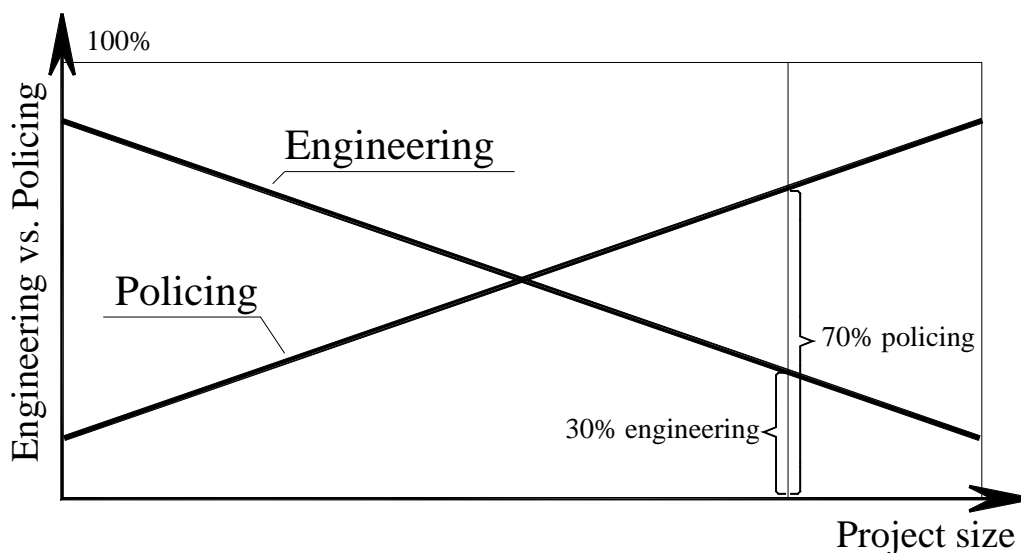 100%
Engineering vs. Policing
Engineering
Policing
70% policing
30% engineering
Project size